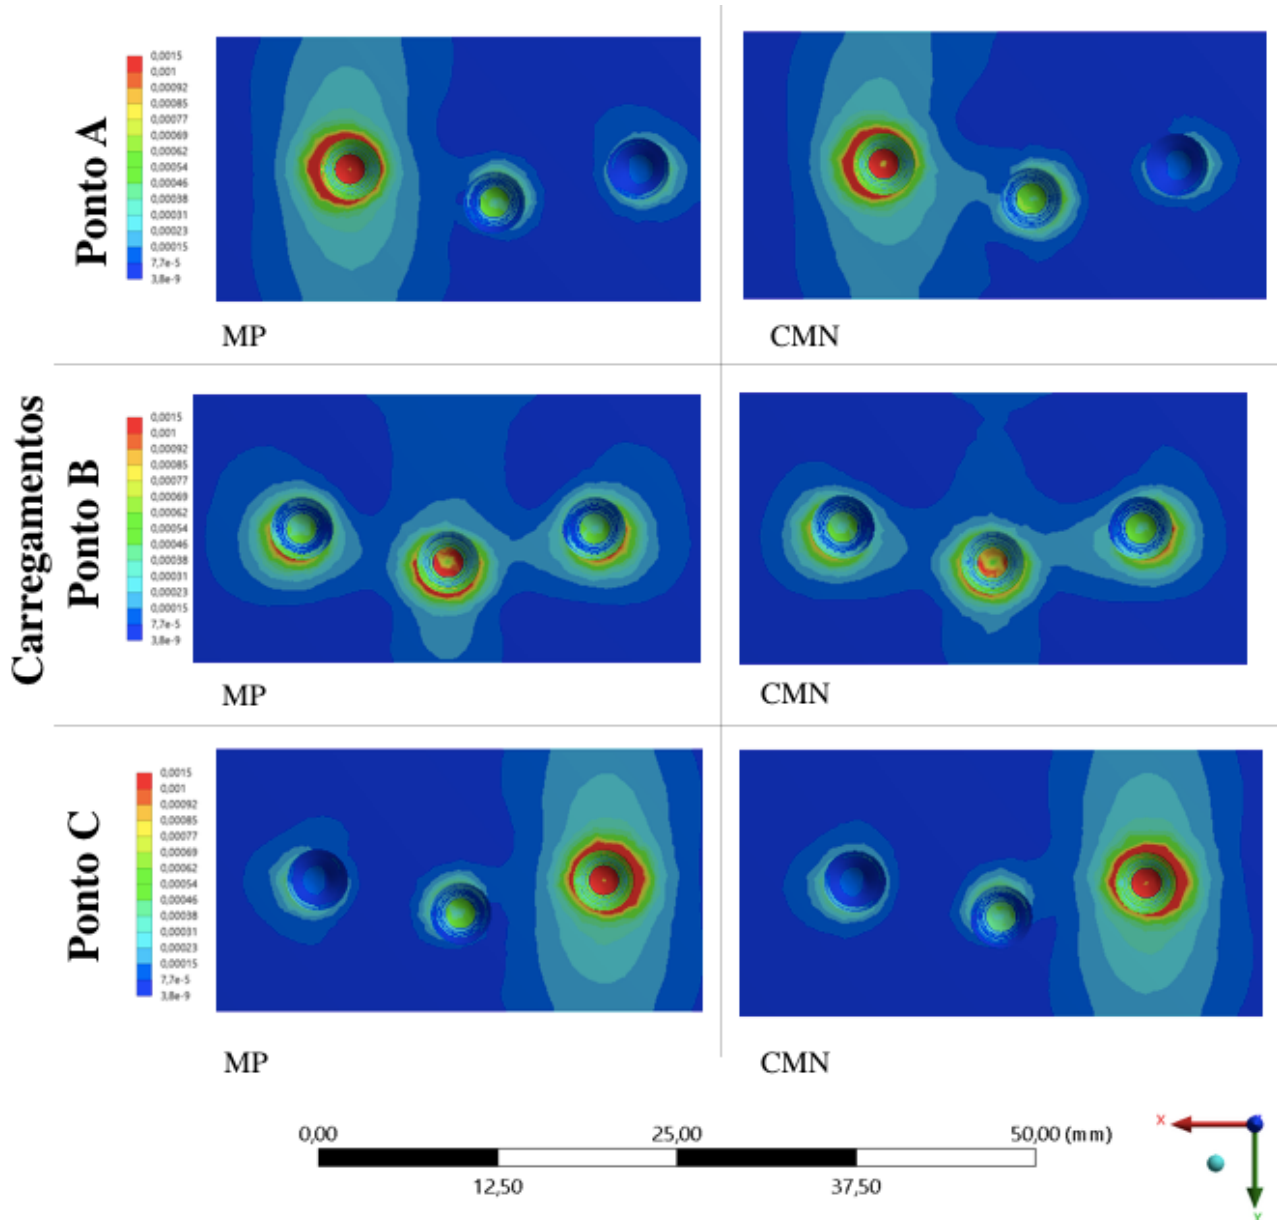 Carregamentos
Ponto A
0,0015
0,001
0,00092
0,00085
0,00077
0,00069
0,00062
0,00054
0,00046
0,00038
0,00031
0,00023
0,00015
7,7e-5
3,8e-9
MP
CMN
Ponto B
0,0015
0,001
0,00092
0,00085
0,00077
0,00069
0,00062
0,00054
0,00046
0,00038
0,00031
0,00023
0,00015
7,7e-5
3,8e-9
MP
CMN
Ponto C
0,0015
0,001
0,00092
0,00085
0,00077
0,00069
0,00062
0,00054
0,00046
0,00038
0,00031
0,00023
0,00015
7,7e-5
3,8e-9
MP
CMN
0,00 25,00 50,00 (mm)
12,50 37,50
X
Y